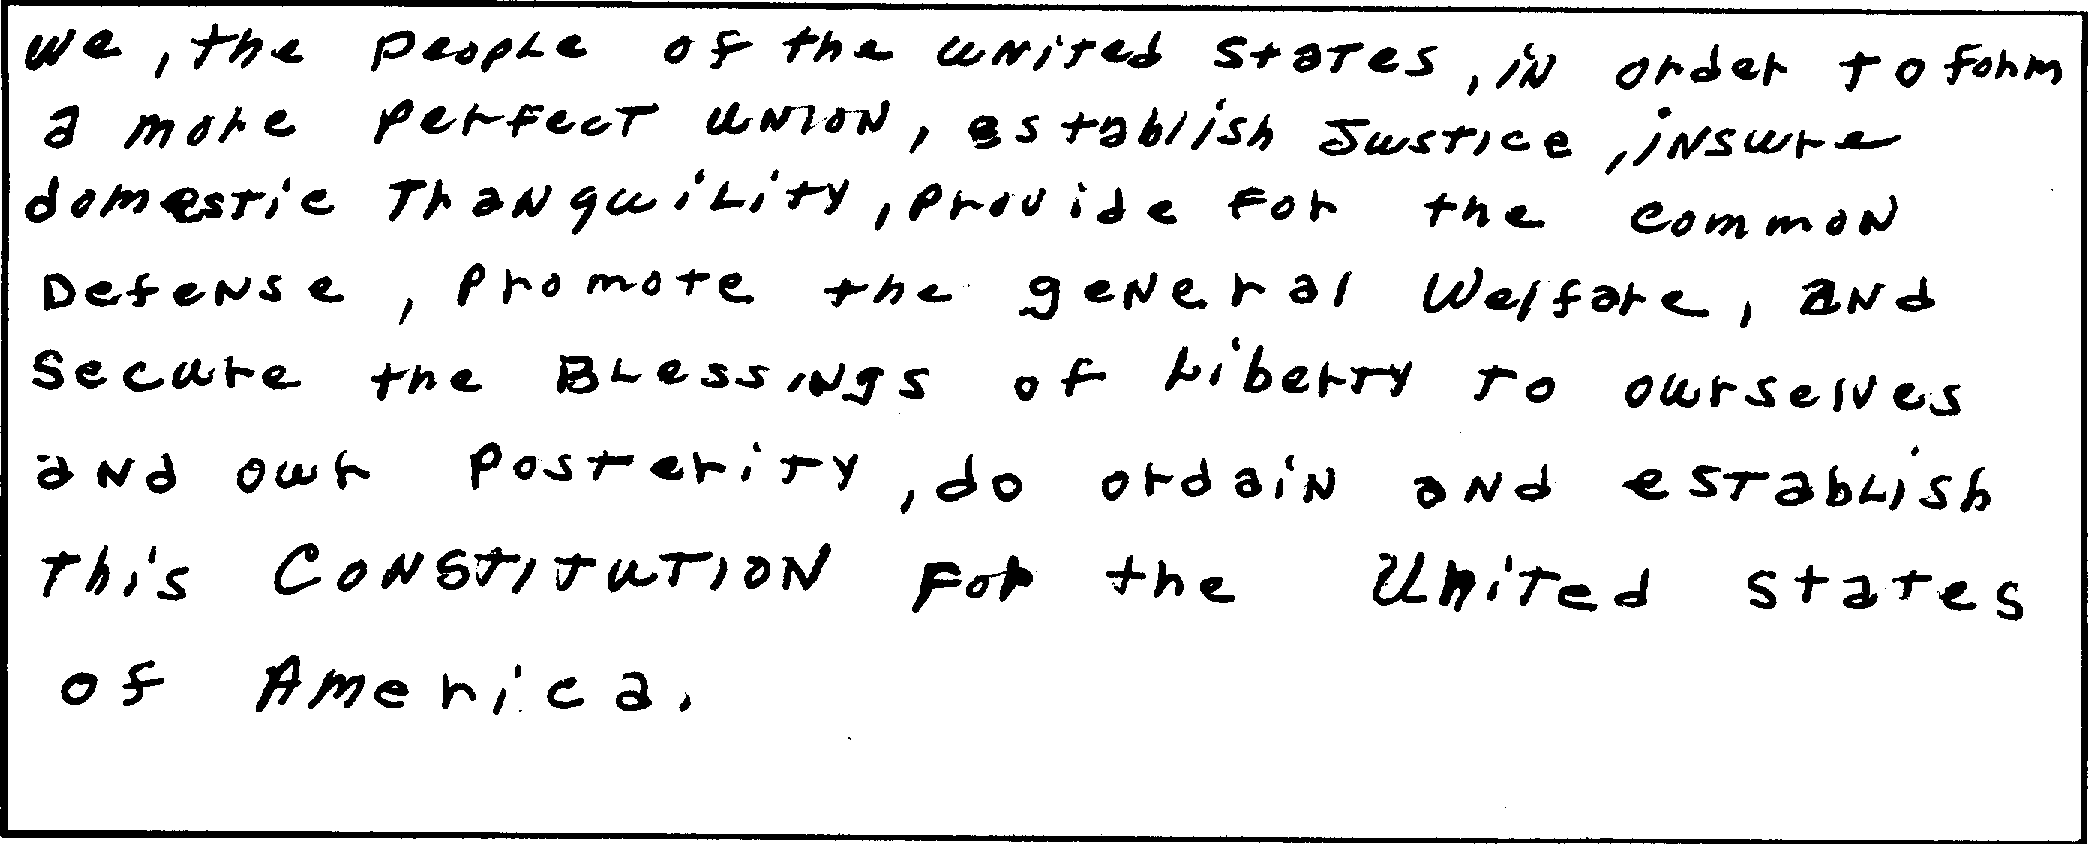 We, the people of the united States, in order to form
a more perfect union, establish Justice, insure
domestic Tranquility, provide for the common
Defense, promote the general Welfare, and
Secure the Blessings of Liberty to ourselves
and our posterity, do ordain and establish
this CONSTITUTION For the United States
of America.